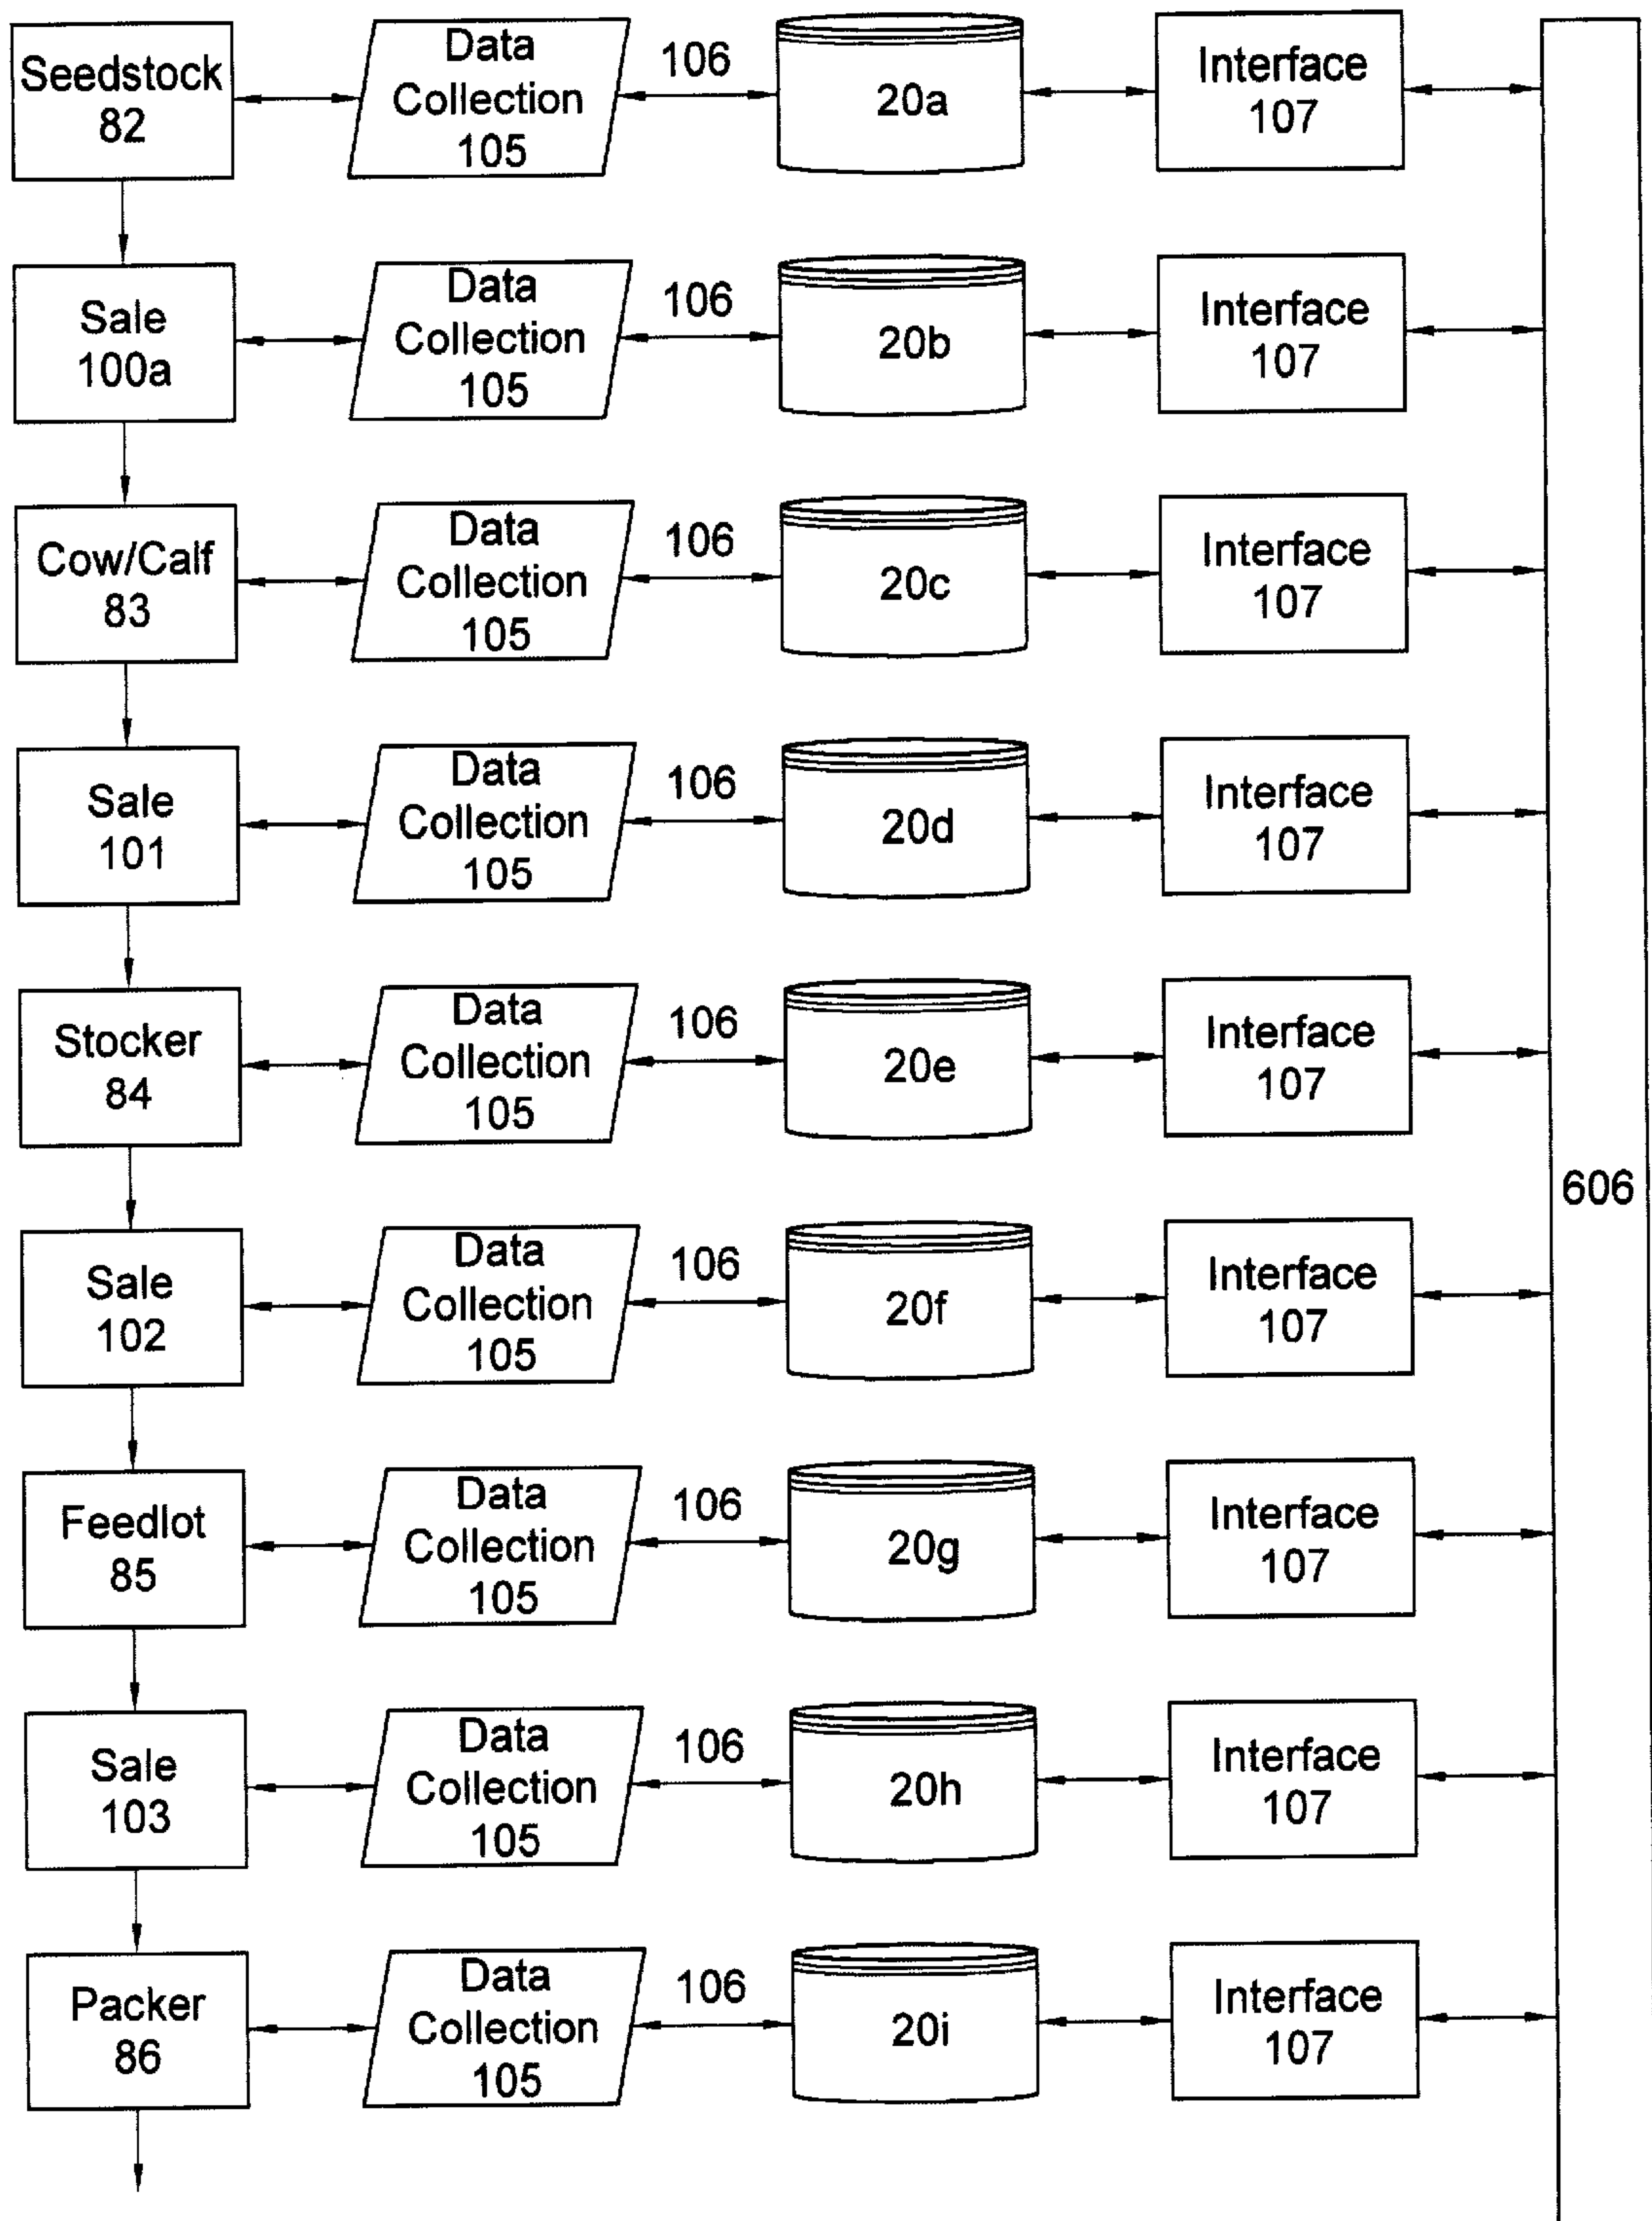 Seedstock
82
Data
Collection
105
106
20a
Interface
107
Sale
100a
Data
Collection
105
106
20b
Interface
107
Cow/Calf
83
Data
Collection
105
106
20c
Interface
107
Sale
101
Data
Collection
105
106
20d
Interface
107
Stocker
84
Data
Collection
105
106
20e
Interface
107
606
Sale
102
Data
Collection
105
106
20f
Interface
107
Feedlot
85
Data
Collection
105
106
20g
Interface
107
Sale
103
Data
Collection
105
106
20h
Interface
107
Packer
86
Data
Collection
105
106
20i
Interface
107